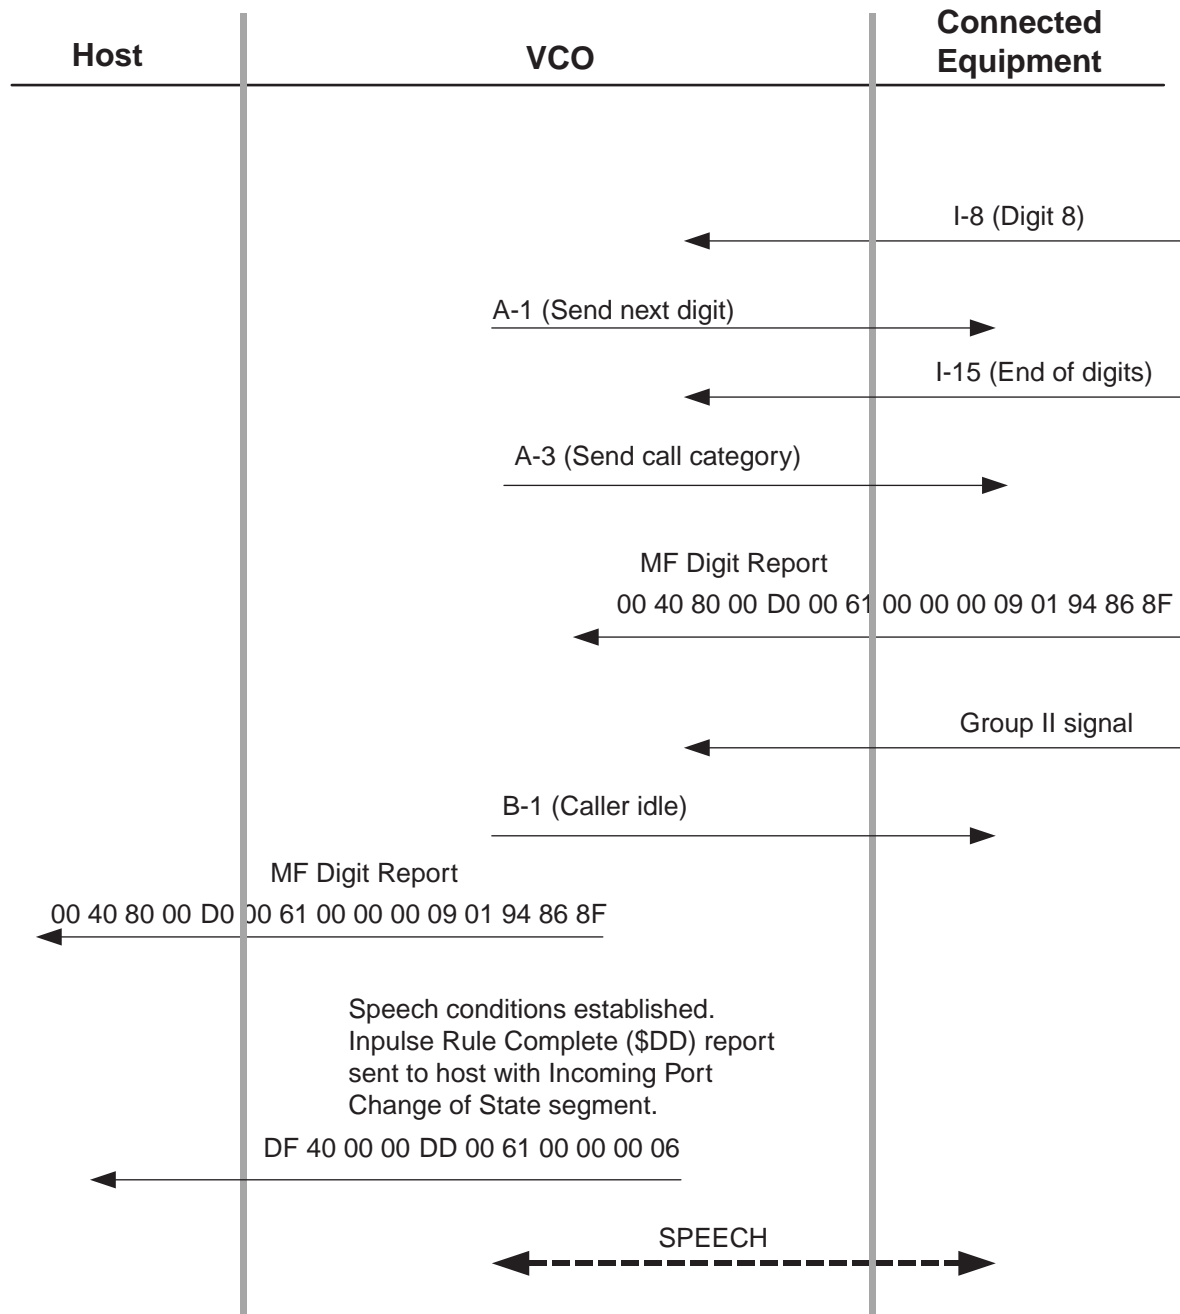 Host
VCO
Connected
Equipment
I-8 (Digit 8)
A-1 (Send next digit)
I-15 (End of digits)
A-3 (Send call category)
MF Digit Report
00 40 80 00 D0 00 61 00 00 00 09 01 94 86 8F
Group II signal
B-1 (Caller idle)
MF Digit Report
00 40 80 00 D0 00 61 00 00 00 09 01 94 86 8F
Speech conditions established.
Inpulse Rule Complete ($DD) report
sent to host with Incoming Port
Change of State segment.
DF 40 00 00 DD 00 61 00 00 00 06
SPEECH